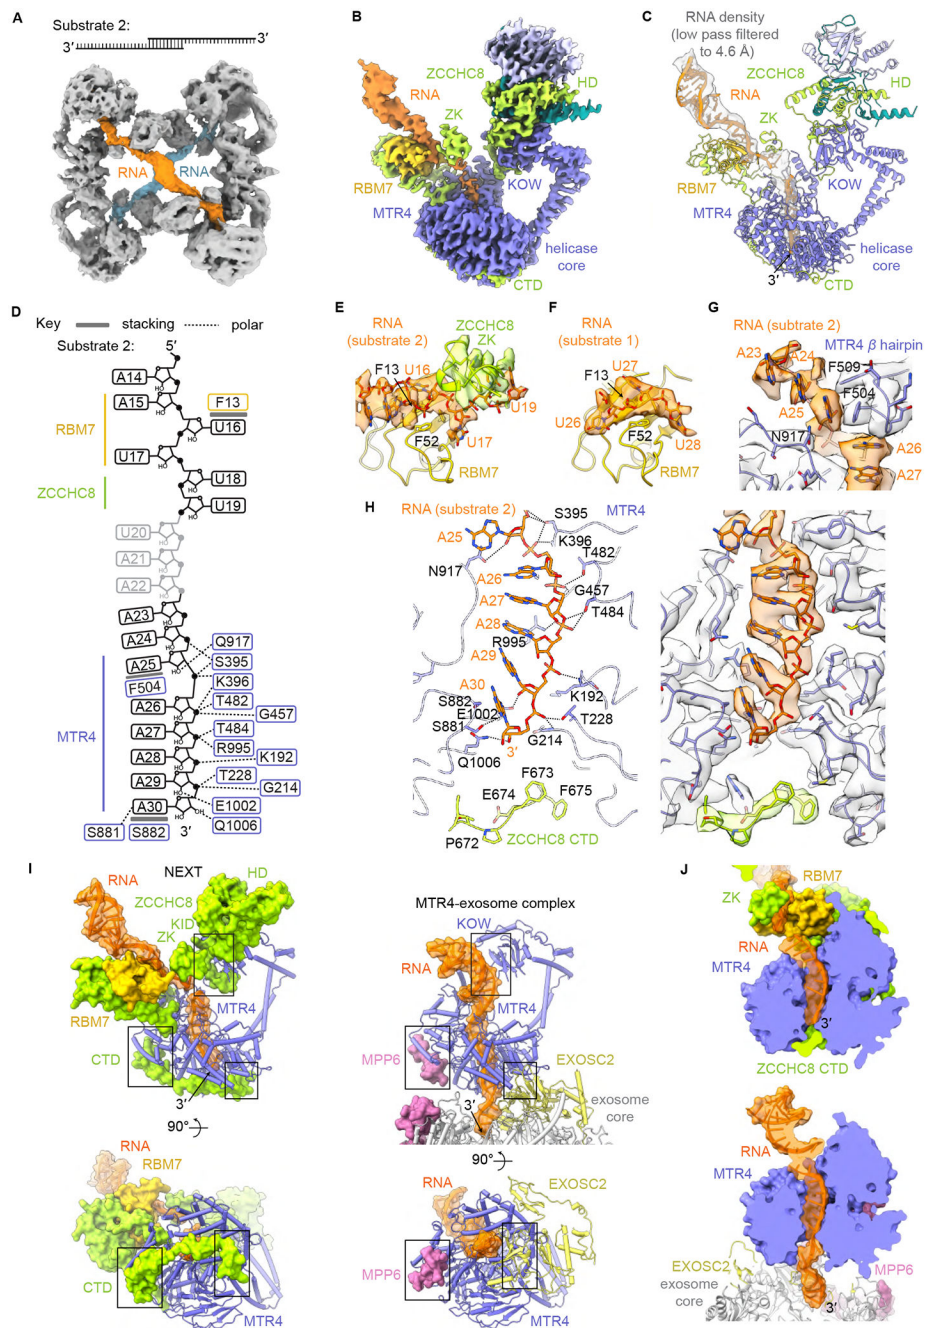 A
Substrate 2:
3′
3′
RNA
RNA
B
ZCCHC8
HD
RNA
ZK
RBM7
KOW
MTR4
helicase
core
CTD
C
RNA density
(low pass filtered
to 4.6 Å)
ZCCHC8
HD
RNA
ZK
RBM7
KOW
MTR4
helicase
core
3′
CTD
D
Key
stacking
polar
Substrate 2:
5′
A14
A15
F13
RBM7
U16
U17
ZCCHC8
U18
U19
U20
A21
A22
A23
A24
Q917
A25
S395
F504
K396
A26
T482
G457
MTR4
A27
T484
R995
A28
K192
A29
T228
G214
A30
E1002
S881
S882
3′
Q1006
HO
OH
E
RNA
(substrate 2)
ZCCHC8
ZK
U16
F13
U19
F52
U17
RBM7
F
RNA
(substrate 1)
U27
F13
U26
F52
U28
RBM7
G
RNA (subtrate 2)
MTR4 β hairpin
A23
A24
F509
F504
A25
N917
A26
A27
H
RNA (substrate 2)
MTR4
S395
A25
K396
T482
N917
A26
G457
A27
T484
A28
R995
A29
A30
K192
S882
E1002
S881
T228
G214
Q1006
3′
F673
E674
F675
P672
ZCCHC8 CTD
I
NEXT
RNA
HD
ZCCHC8
KID
ZK
MTR4
RBM7
CTD
3′
90°
RNA
RBM7
CTD
MTR4
MTR4-exosome complex
KOW
RNA
MTR4
MPP6
EXOSC2
exosome
core
3′
90°
RNA
EXOSC2
MPP6
MTR4
J
RBM7
ZK
RNA
MTR4
3′
ZCCHC8 CTD
RNA
MTR4
EXOSC2
exosome
core
MPP6
3′